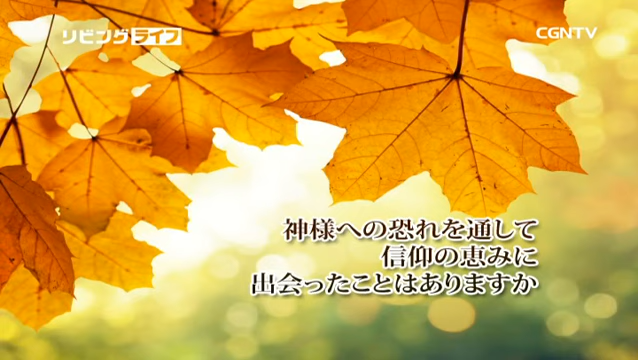 リビングライフ
CGNTV
神様への恐れを通して
信仰の恵みに
出会ったことはありますか